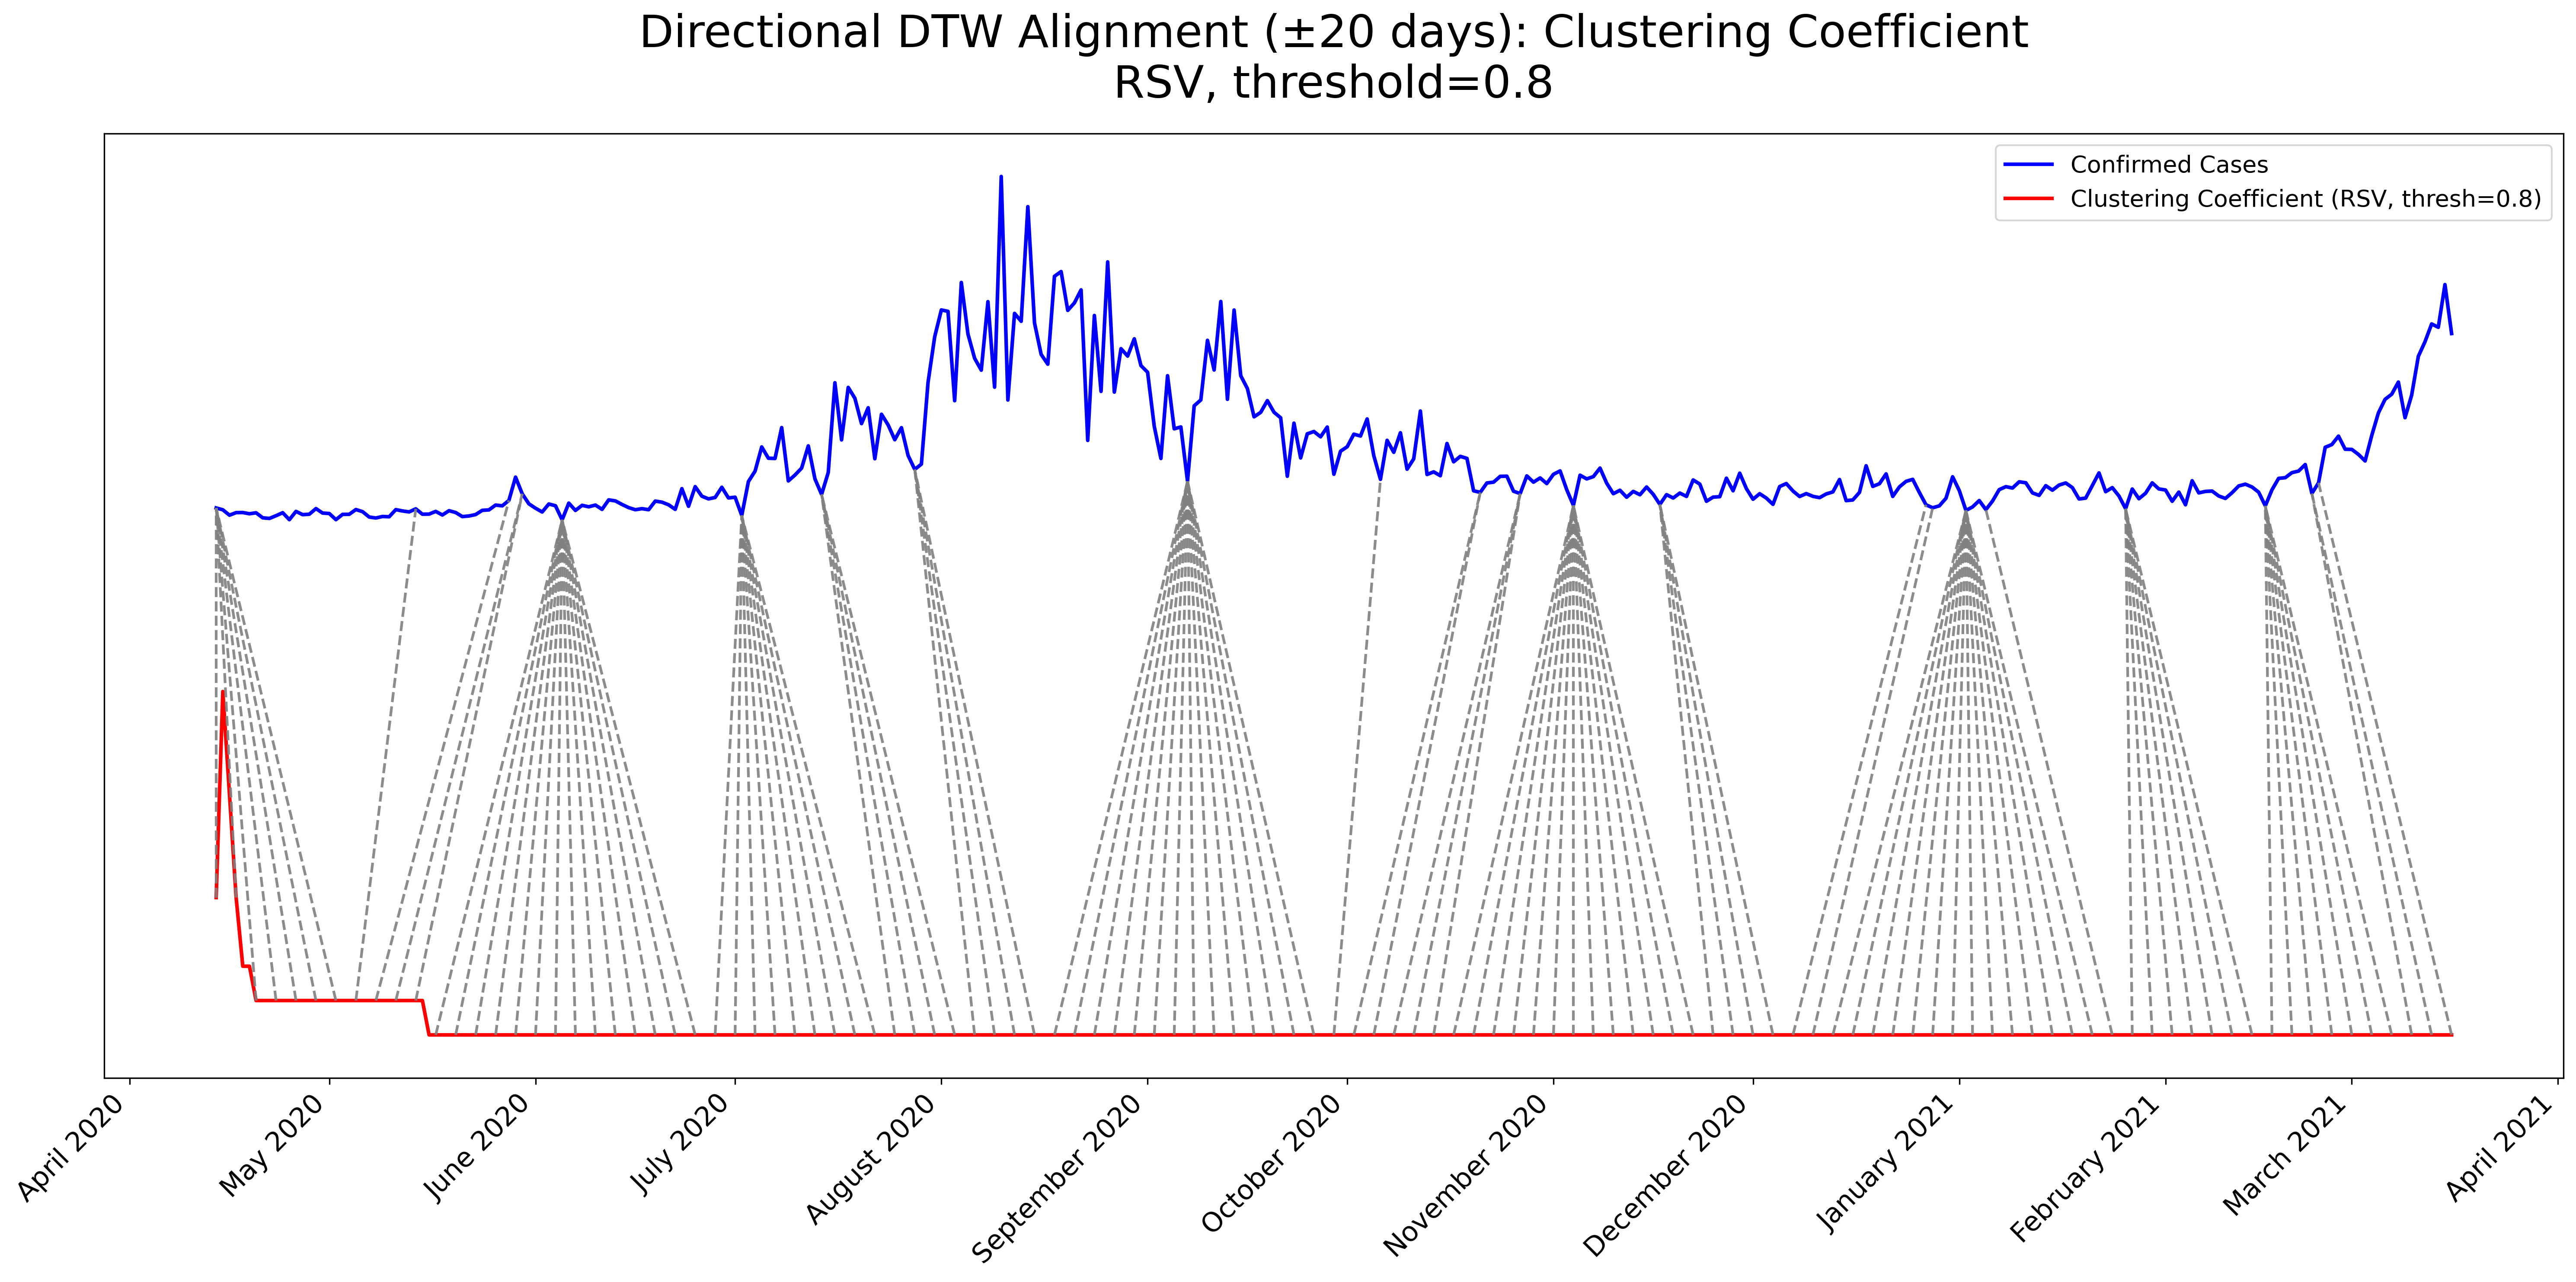 Directional DTW Alignment (±20 days): Clustering Coefficient
RSV, threshold=0.8
Confirmed Cases
Clustering Coefficient (RSV, thresh=0.8)
April 2020
May 2020
June 2020
July 2020
August 2020
September 2020
October 2020
November 2020
December 2020
January 2021
February 2021
March 2021
April 2021